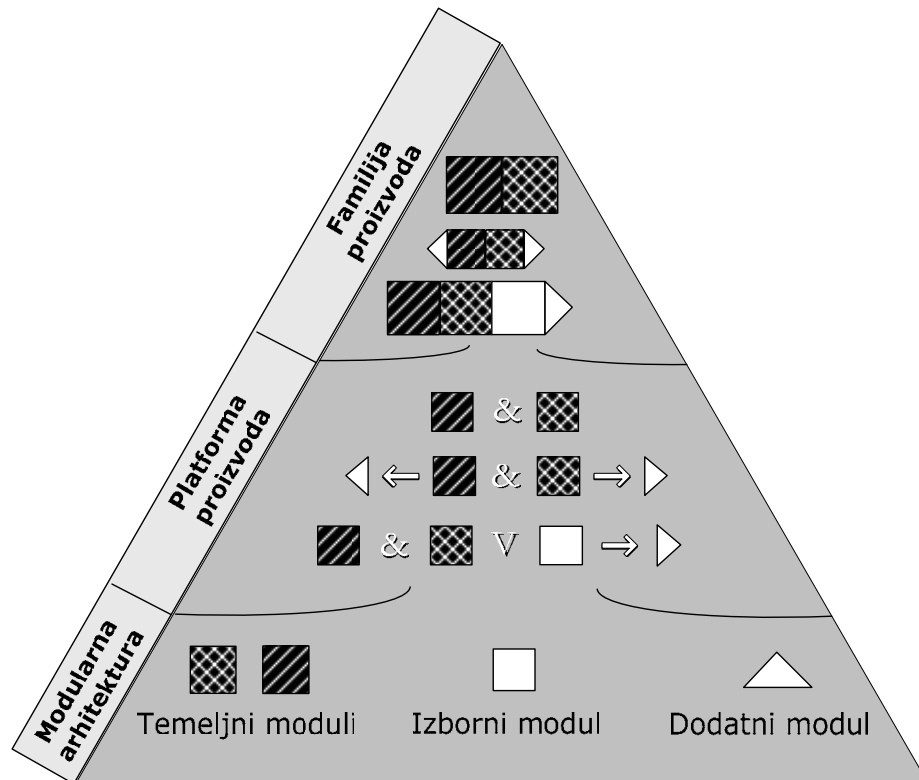 Familija
proizvoda
Platforma
proizvoda
&
&
& V
Modularna
arhitektura
Temeljni moduli Izborni modul Dodatni modul